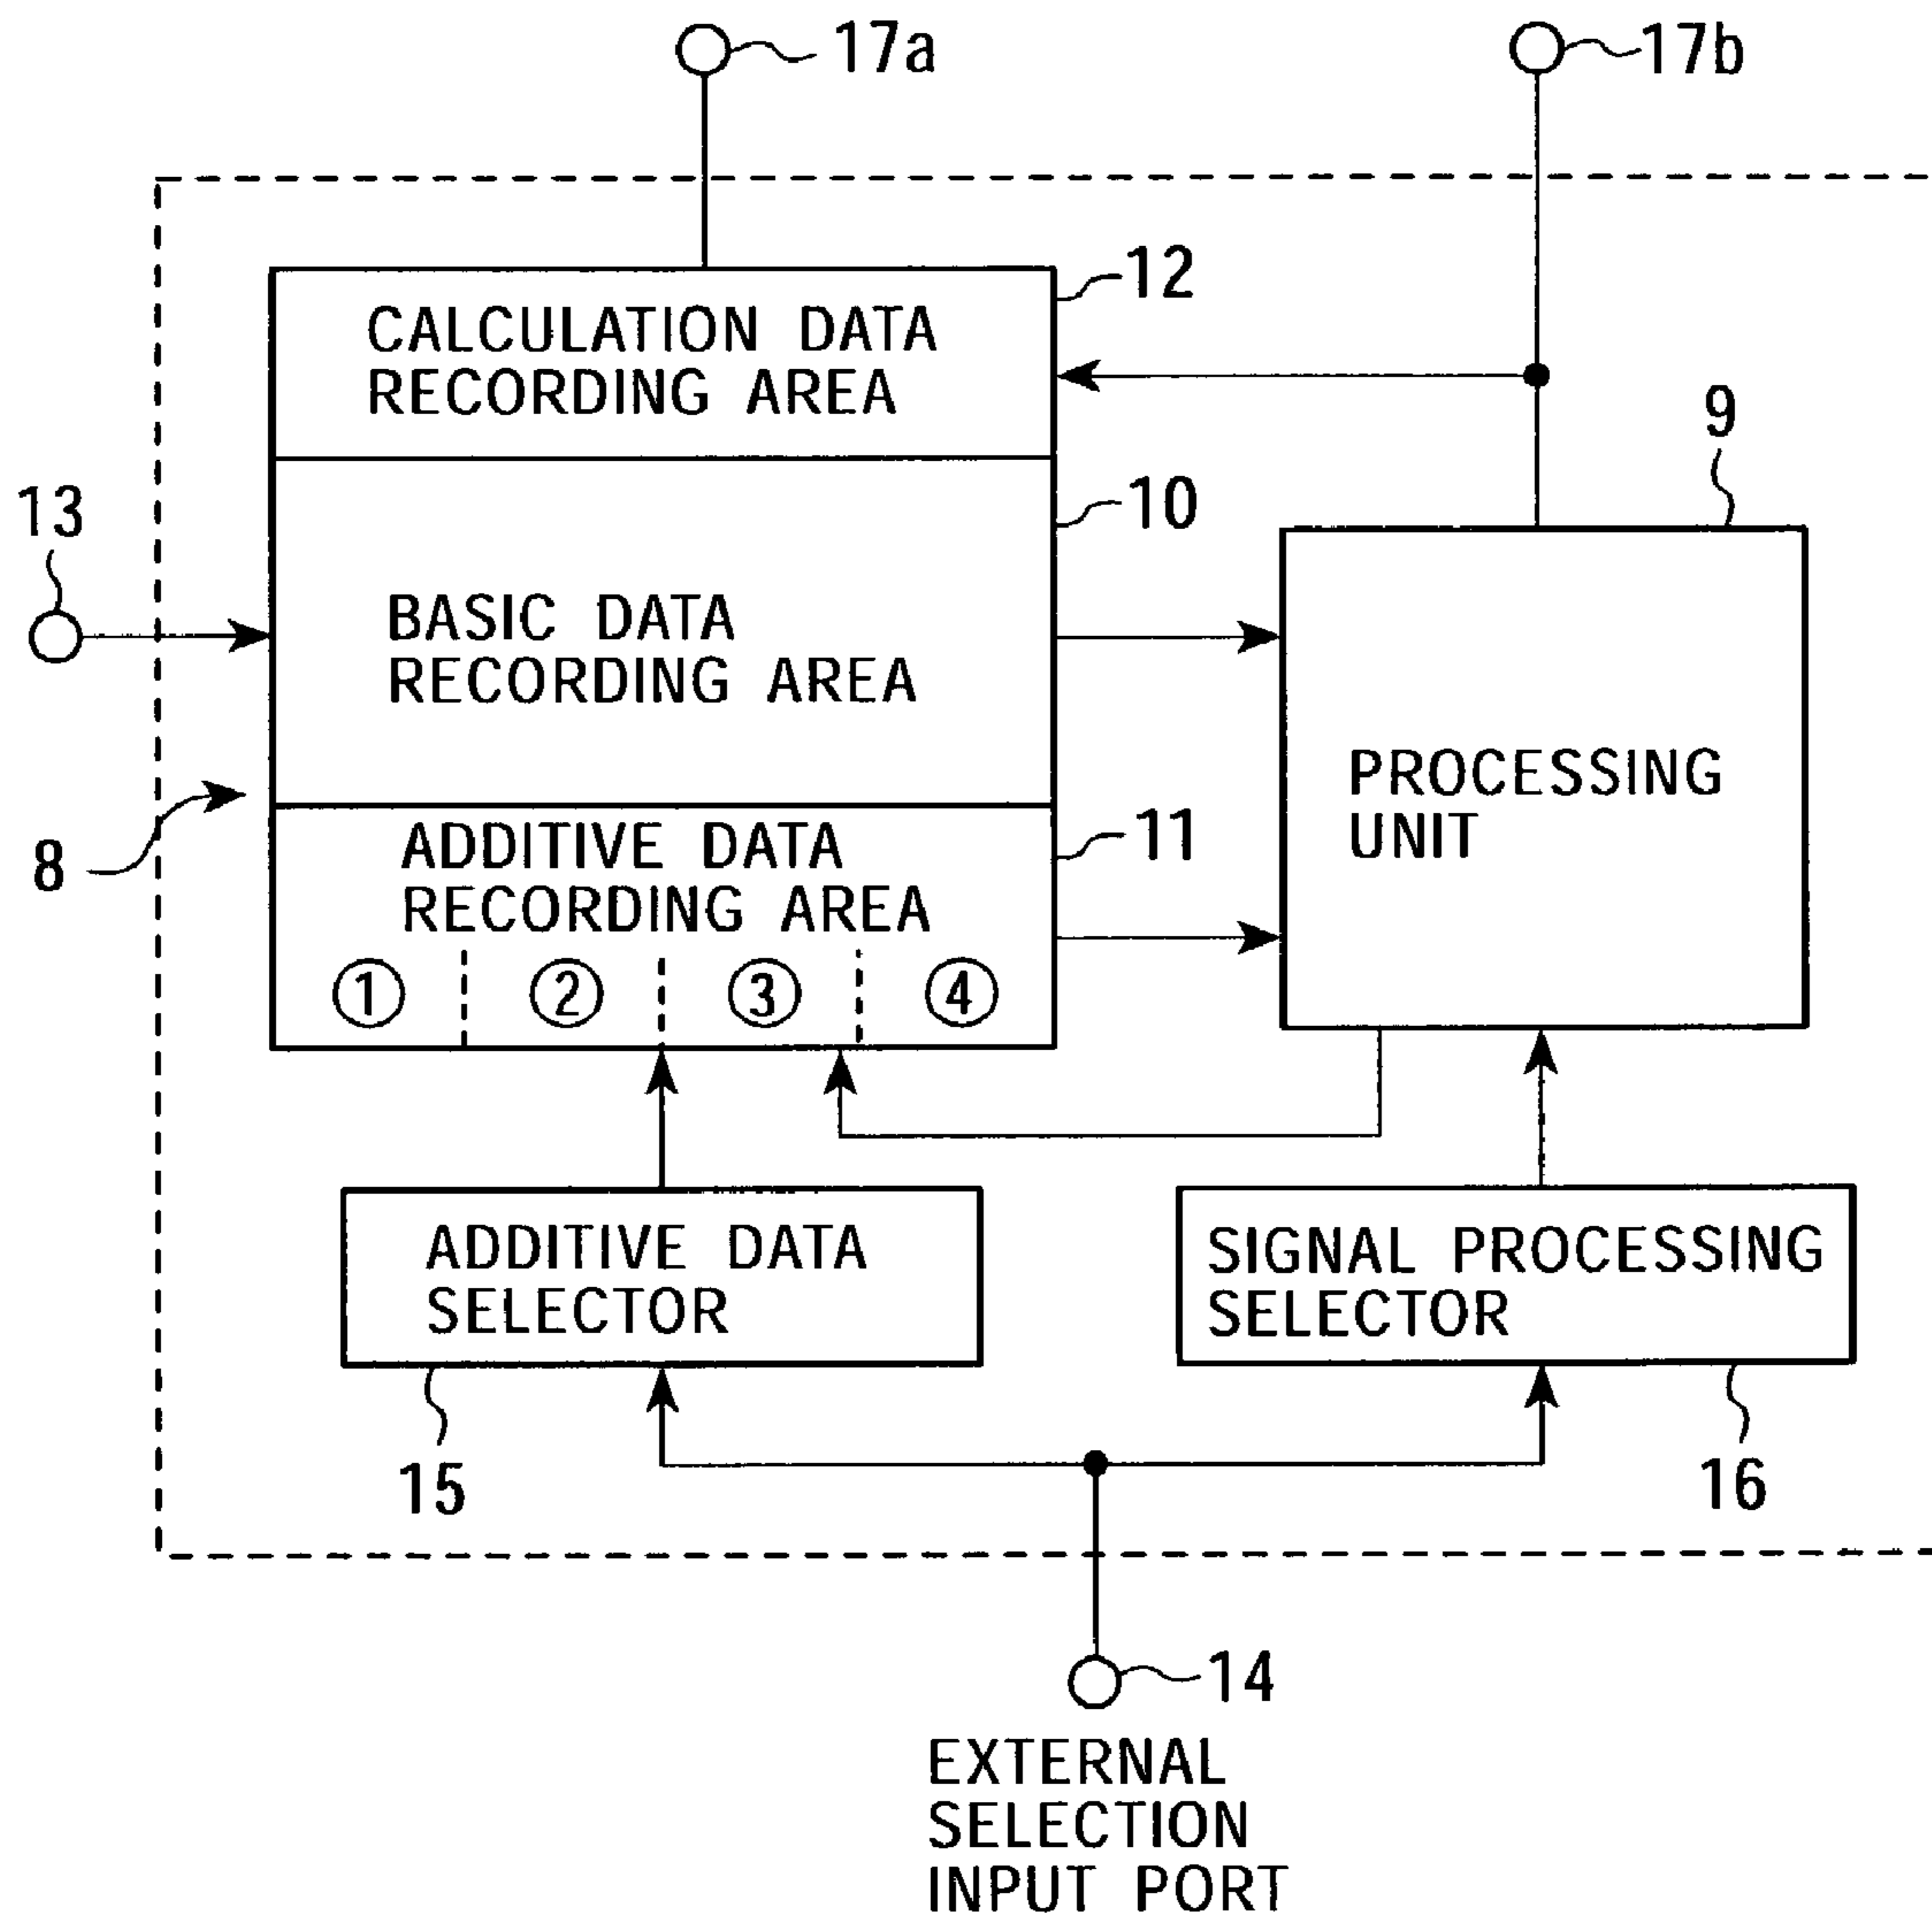 17a
17b
12
CALCULATION DATA
RECORDING AREA
9
13
10
BASIC DATA
RECORDING AREA
PROCESSING
UNIT
8
11
ADDITIVE DATA
RECORDING AREA
① ② ③ ④
ADDITIVE DATA
SELECTOR
SIGNAL PROCESSING
SELECTOR
15
16
14
EXTERNAL
SELECTION
INPUT PORT